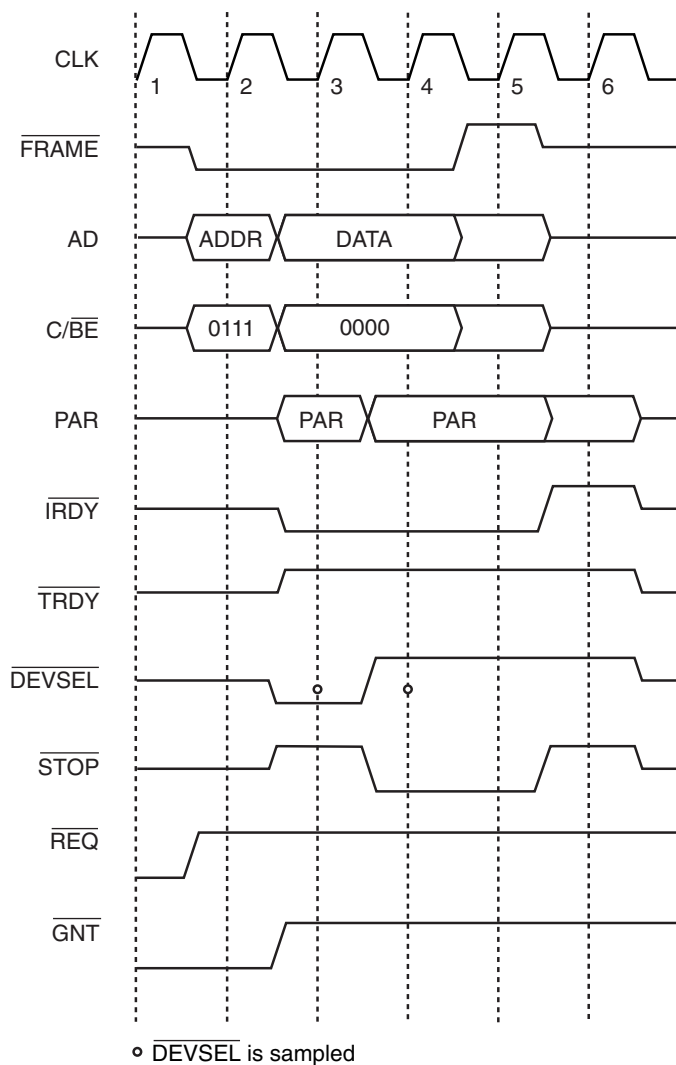 CLK
1 2 3 4 5 6
FRAME
AD ADDR DATA
C/BE 0111 0000
PAR PAR PAR
IRDY
TRDY
DEVSEL
STOP
REQ
GNT
DEVSEL is sampled